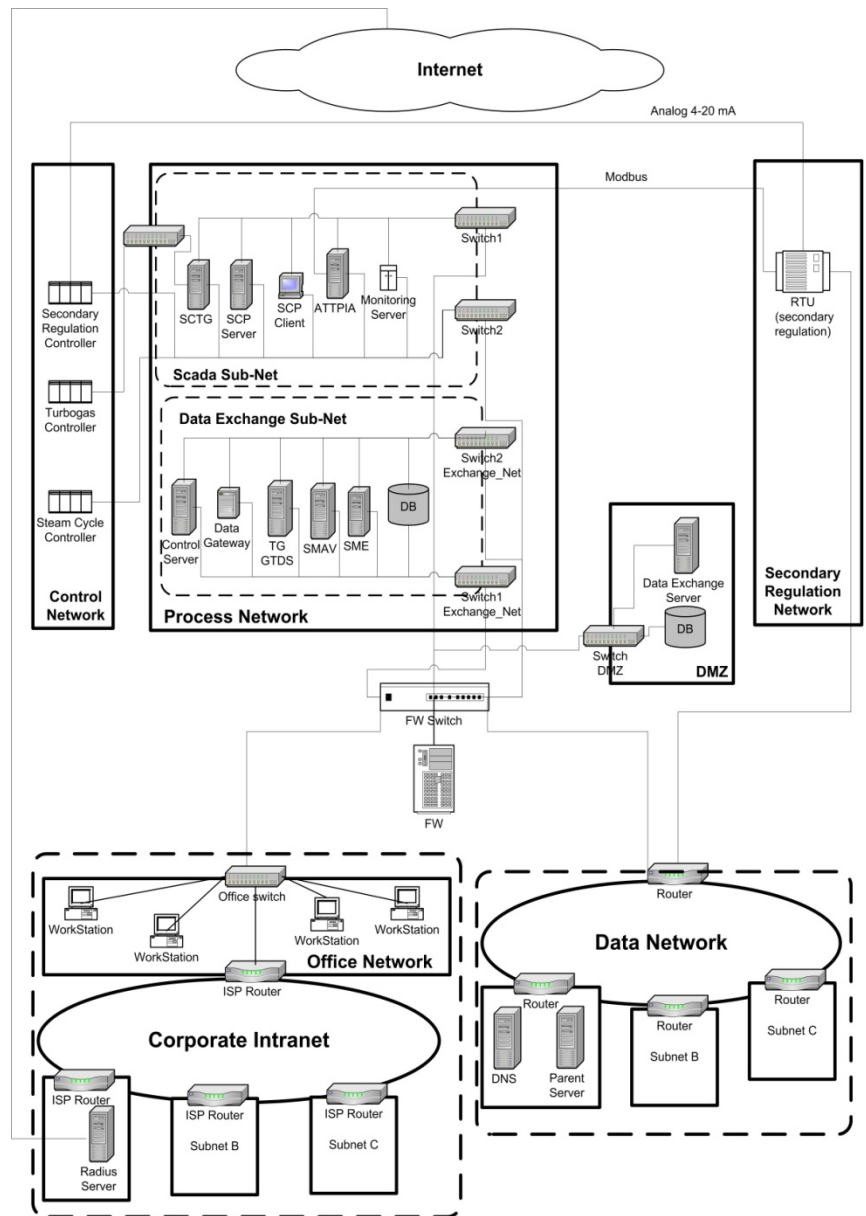 Internet
Analog 4-20 mA
Modbus
Switch1
SCTG
SCP
Server
SCP
Client
ATTPIA
Monitoring
Server
Switch2
Scada Sub-Net
Secondary
Regulation
Controller
Turbogas
Controller
Steam Cycle
Controller
Control
Network
Data Exchange Sub-Net
Switch2
Exchange_Net
Control
Server
Data
Gateway
TG
GTDS
SMAV
SME
DB
Switch1
Exchange_Net
Process Network
RTU
(secondary
regulation)
Secondary
Regulation
Network
Data Exchange
Server
DB
Switch
DMZ
DMZ
FW Switch
FW
Office switch
WorkStation
WorkStation
WorkStation
WorkStation
Office Network
ISP Router
Corporate Intranet
ISP Router
Radius
Server
ISP Router
Subnet B
ISP Router
Subnet C
Router
Data Network
Router
DNS
Parent
Server
Router
Subnet B
Router
Subnet C